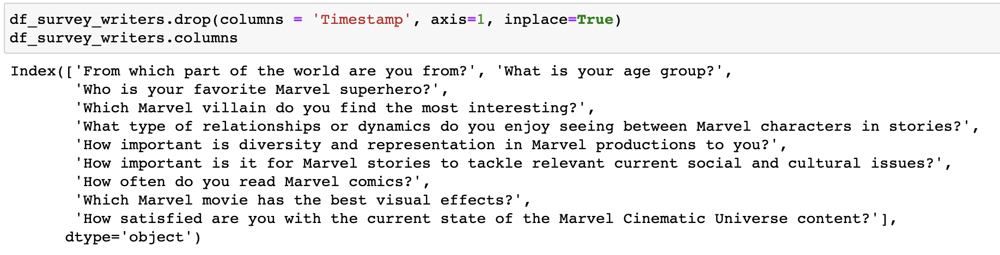 df_survey_writers.drop(columns = 'Timestamp', axis=1, inplace=True)
df_survey_writers.columns
Index(['From which part of the world are you from?', 'What is your age group?',
'Who is your favorite Marvel superhero?',
'Which Marvel villain do you find the most interesting?',
'What type of relationships or dynamics do you enjoy seeing between Marvel characters in stories?',
'How important is diversity and representation in Marvel productions to you?',
'How important is it for Marvel stories to tackle relevant current social and cultural issues?',
'How often do you read Marvel comics?',
'Which Marvel movie has the best visual effects?',
'How satisfied are you with the current state of the Marvel Cinematic Universe content?'],
dtype='object')